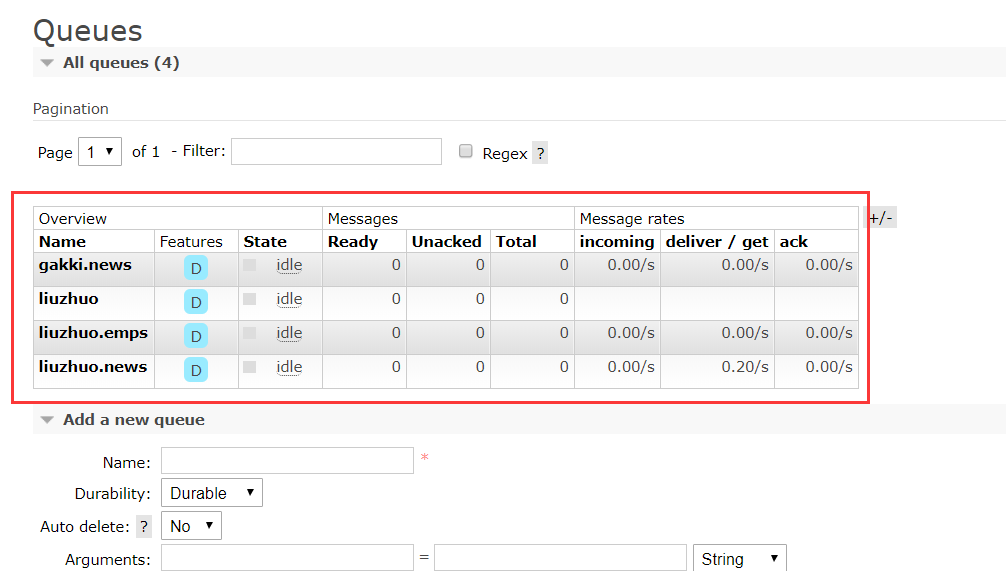 Queues
All queues (4)
Pagination
Page 1 of 1 - Filter: Regex ?
Overview Messages Message rates +/-
Name Features State Ready Unacked Total incoming deliver / get ack
gakki.news D idle 0 0 0 0.00/s 0.00/s 0.00/s
liuzhuo D idle 0 0 0
liuzhuo.emps D idle 0 0 0 0.00/s 0.00/s 0.00/s
liuzhuo.news D idle 0 0 0 0.00/s 0.20/s 0.00/s
Add a new queue
Name: *
Durability: Durable
Auto delete: ? No
Arguments: = String